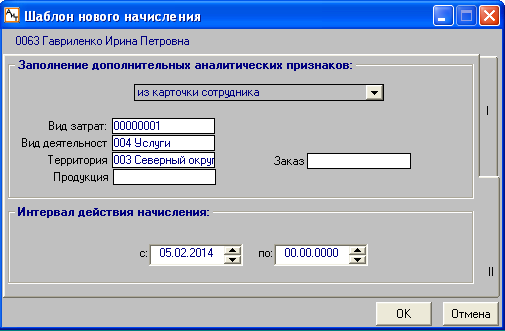 Шаблон нового начисления
0063 Гавриленко Ирина Петровна
Заполнение дополнительных аналитических признаков:
из карточки сотрудника
I
Вид затрат: 00000001
Вид деятельност 004 Услуги
Территория 003 Северный окру
Заказ
Продукция
Интервал действия начисления:
с: 05.02.2014 по: 00.00.0000
II
OK Отмена